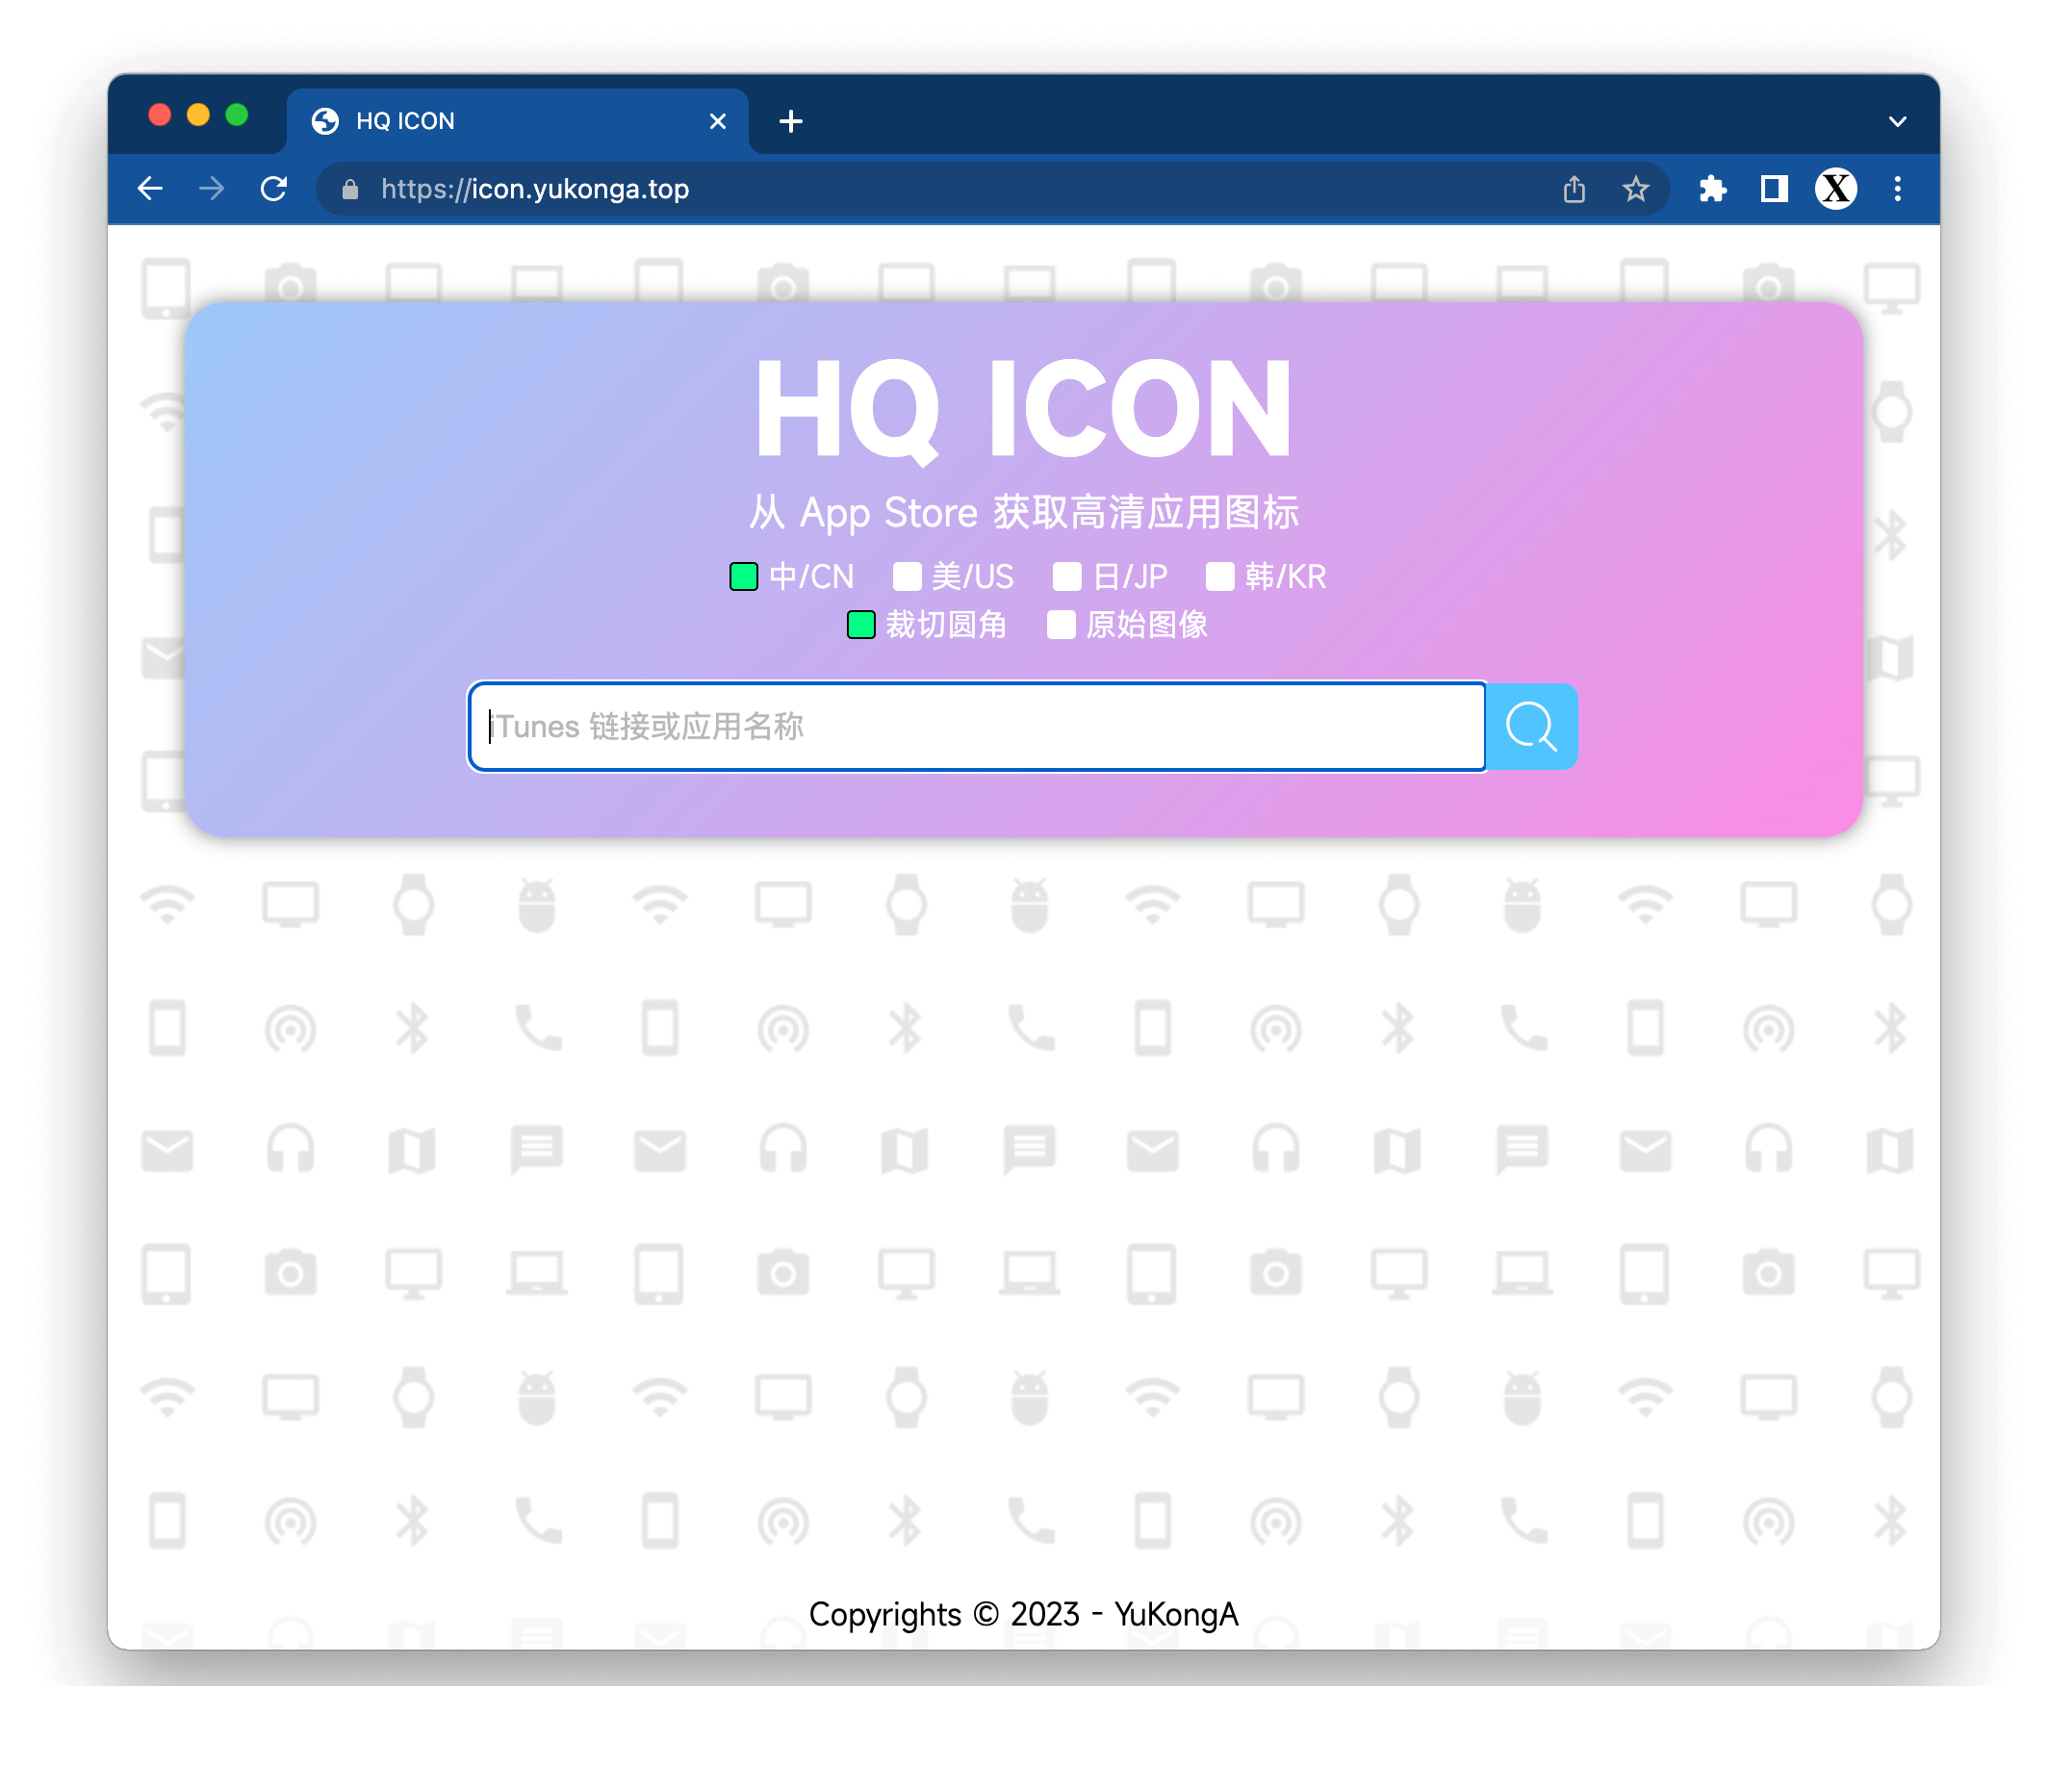 HQ ICON
https://icon.yukonga.top
X
HQ ICON
从 App Store 获取高清应用图标
中/CN 美/US 日/JP 韩/KR
裁切圆角 原始图像
iTunes 链接或应用名称
Copyrights © 2023 - YuKongA